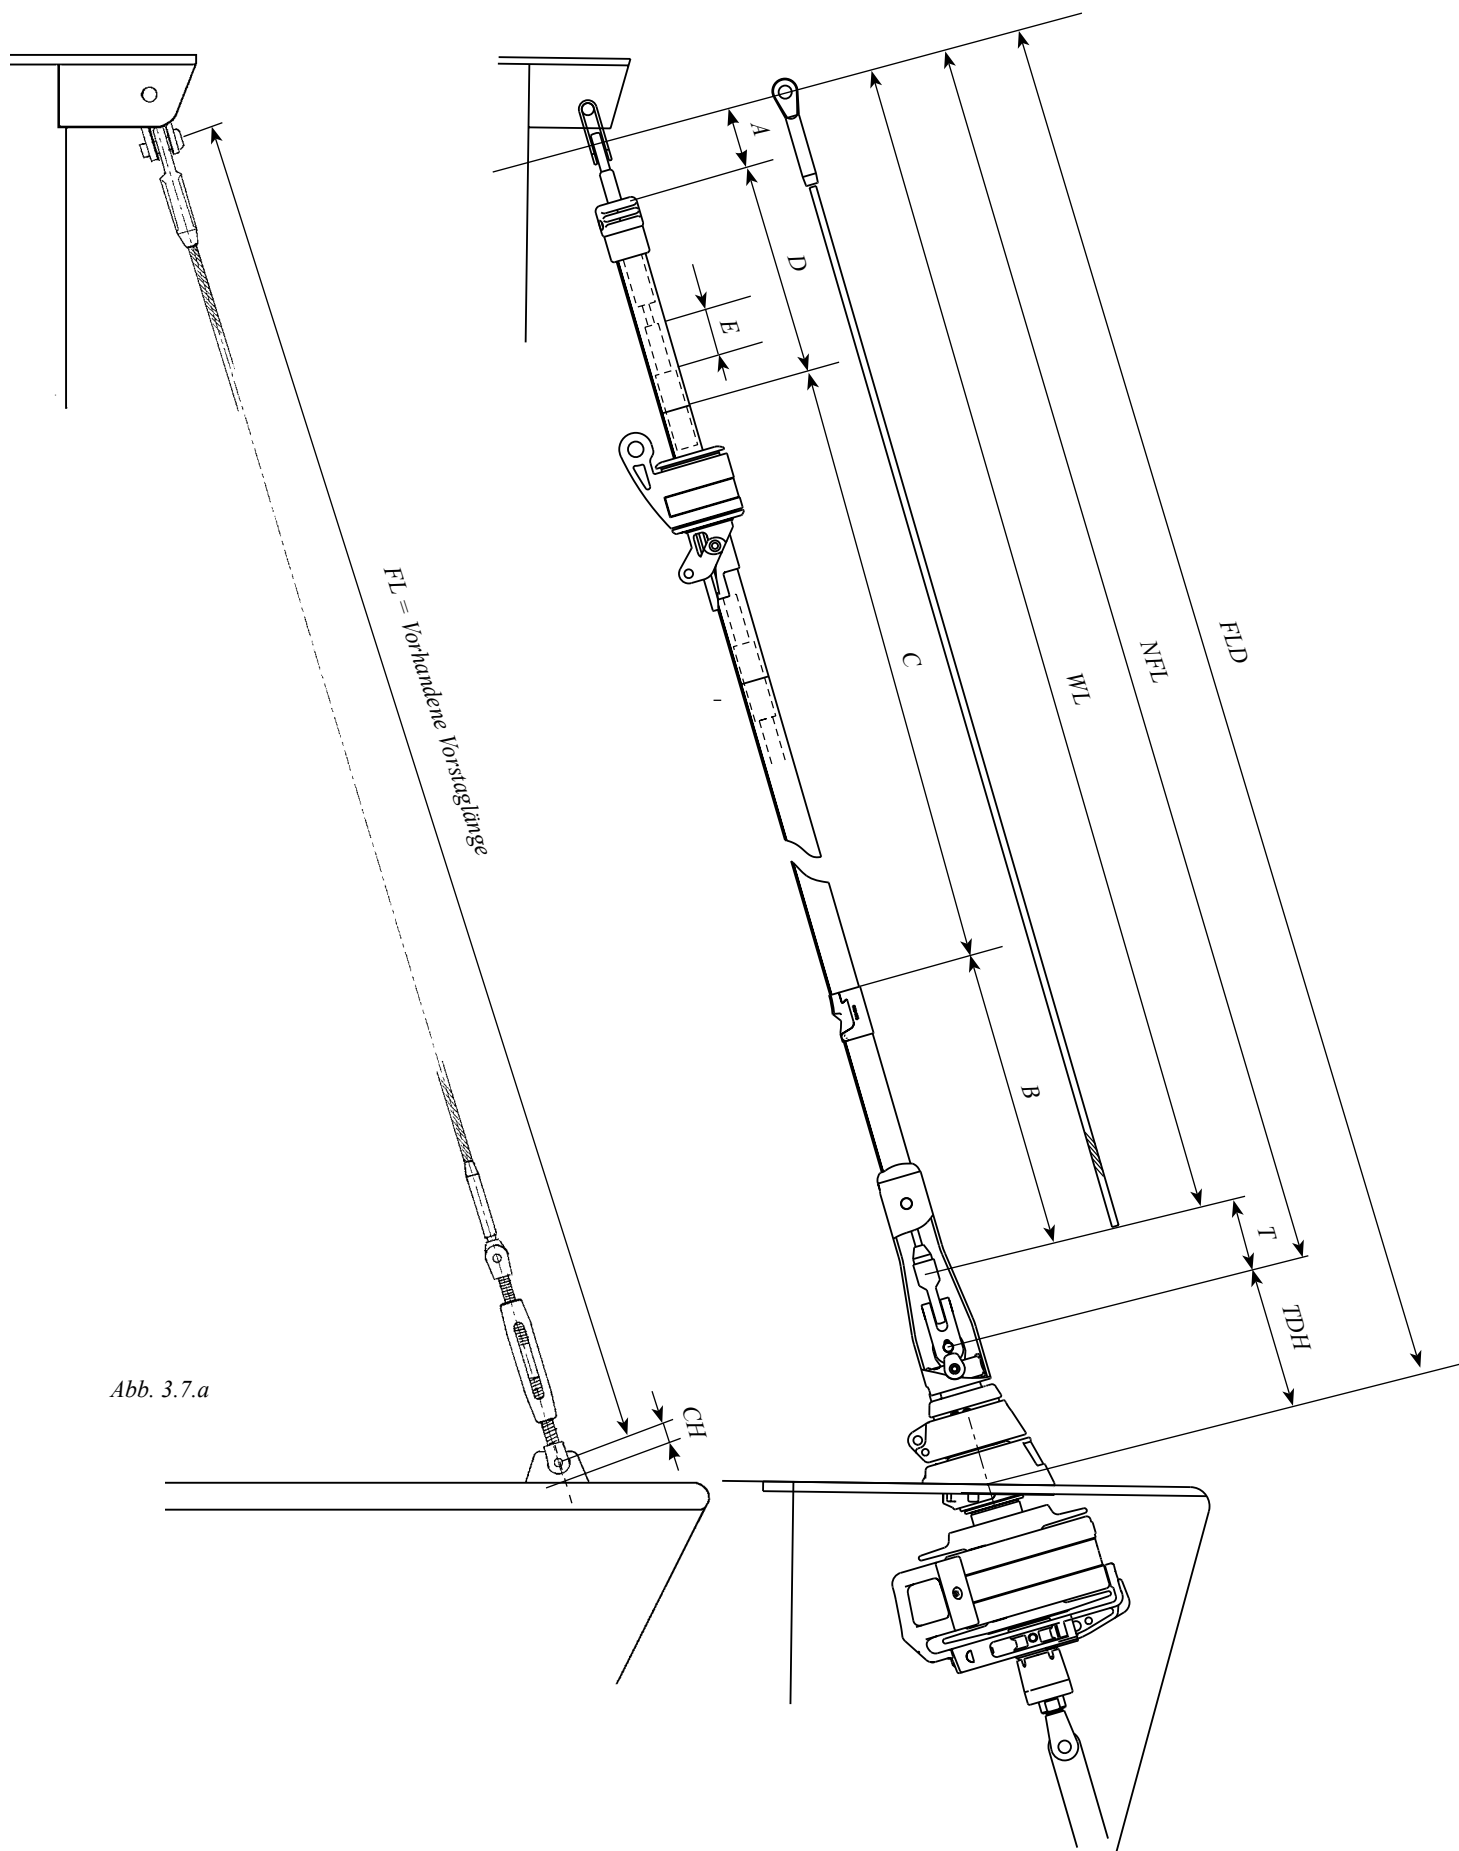 A
D
E
FLD
NFL
WL
C
FL = Vorhandene Vorstaglänge
B
T
TDH
Abb. 3.7.a
CH